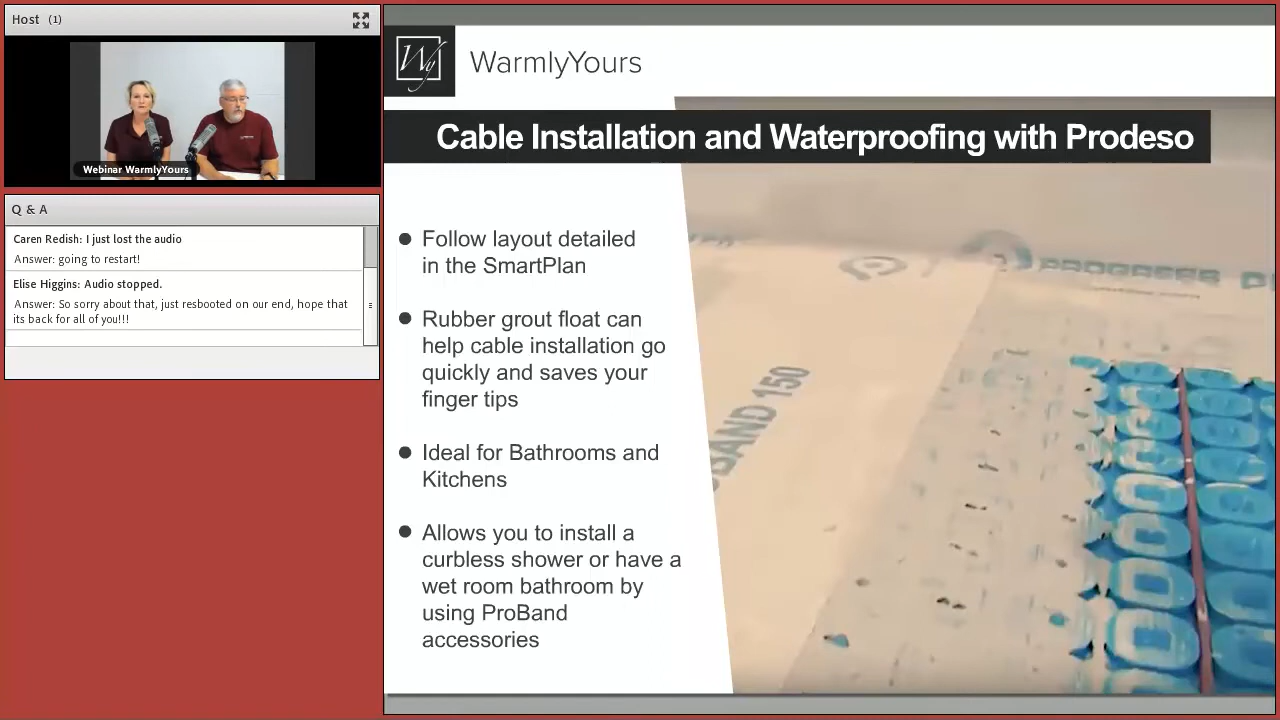 Host (1)
Webinar WarmlyYours
Q & A
Caren Redish: I just lost the audio
Answer: going to restart!
Elise Higgins: Audio stopped.
Answer: So sorry about that, just resbooted on our end, hope that
its back for all of you!!!
Wy
WarmlyYours
Cable Installation and Waterproofing with Prodeso
Follow layout detailed
in the SmartPlan
Rubber grout float can
help cable installation go
quickly and saves your
finger tips
Ideal for Bathrooms and
Kitchens
Allows you to install a
curbless shower or have a
wet room bathroom by
using ProBand
accessories
PROGRESS
BAND 150